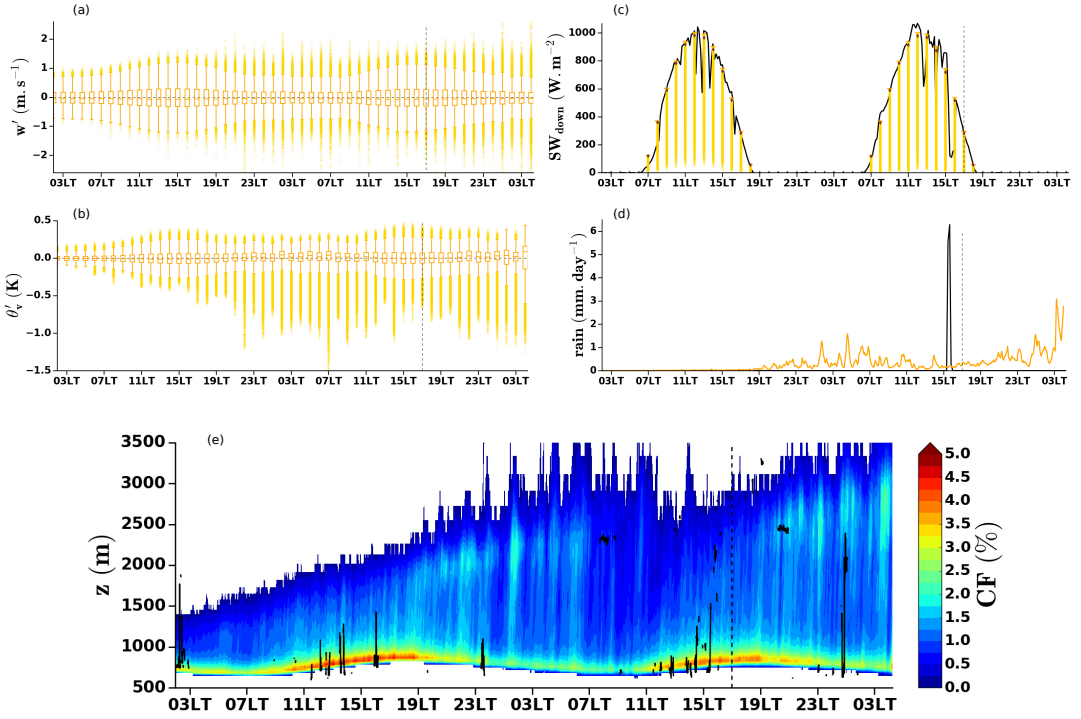 (a)
w′ (m. s−1)
2
1
0
−1
−2
03LT 07LT 11LT 15LT 19LT 23LT 03LT 07LT 11LT 15LT 19LT 23LT 03LT
(c)
SWdown (W. m−2)
1000
800
600
400
200
0
03LT 07LT 11LT 15LT 19LT 23LT 03LT 07LT 11LT 15LT 19LT 23LT 03LT
(b)
θ′v (K)
0.5
0.0
−0.5
−1.0
−1.5
03LT 07LT 11LT 15LT 19LT 23LT 03LT 07LT 11LT 15LT 19LT 23LT 03LT
(d)
rain (mm. day−1)
6
5
4
3
2
1
0
03LT 07LT 11LT 15LT 19LT 23LT 03LT 07LT 11LT 15LT 19LT 23LT 03LT
(e)
z (m)
3500
3000
2500
2000
1500
1000
500
03LT 07LT 11LT 15LT 19LT 23LT 03LT 07LT 11LT 15LT 19LT 23LT 03LT
5.0
4.5
4.0
3.5
3.0
2.5
2.0
1.5
1.0
0.5
0.0
CF (%)